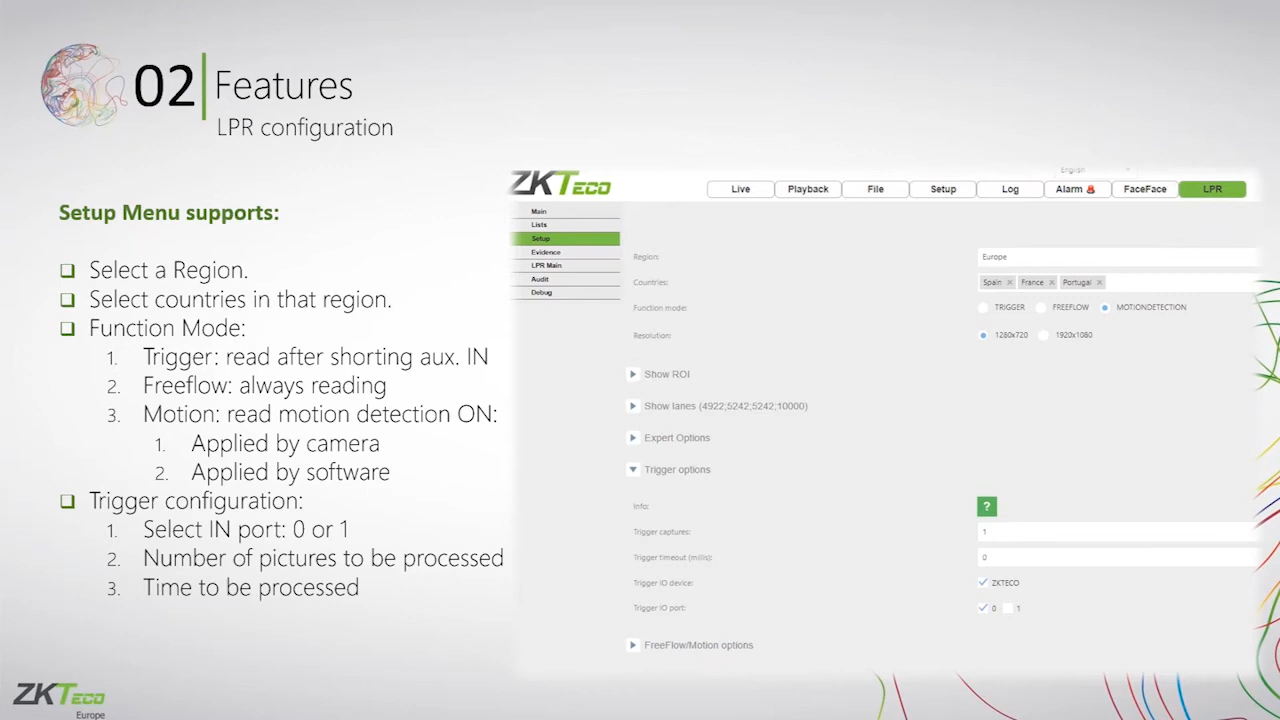 02 Features
LPR configuration
Setup Menu supports:
Select a Region.
Select countries in that region.
Function Mode:
1. Trigger: read after shorting aux. IN
2. Freeflow: always reading
3. Motion: read motion detection ON:
1. Applied by camera
2. Applied by software
Trigger configuration:
1. Select IN port: 0 or 1
2. Number of pictures to be processed
3. Time to be processed
English
ZKTECO
Live Playback File Setup Log Alarm FaceFace LPR
Main
Lists
Setup
Evidence
LPR Main
Audit
Debug
Region: Europe
Countries: Spain × France × Portugal ×
Function mode: TRIGGER FREEFLOW MOTIONDETECTION
Resolution: 1280x720 1920x1080
Show ROI
Show lanes (4922;5242;5242;10000)
Expert Options
Trigger options
Info: ?
Trigger captures: 1
Trigger timeout (millis): 0
Trigger IO device: ZKTECO
Trigger IO port: 0 1
FreeFlow/Motion options
ZKTECO
Europe